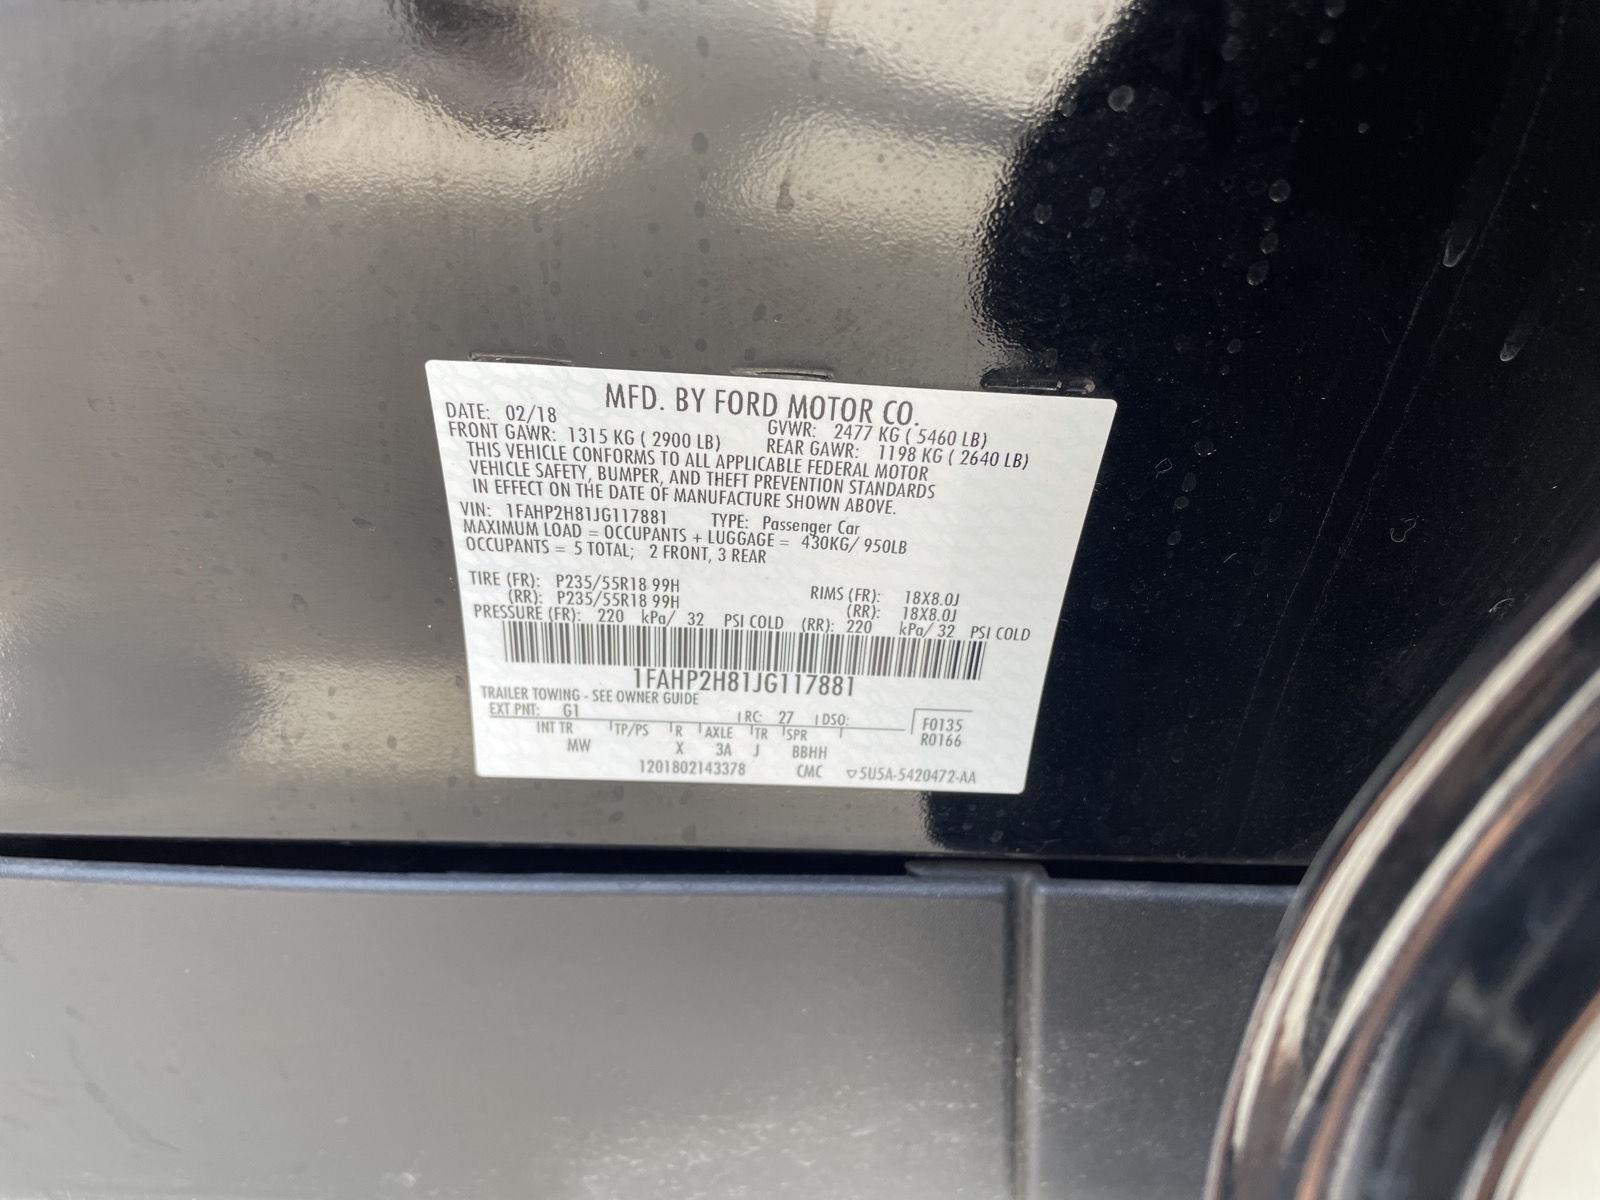 MFD. BY FORD MOTOR CO.
DATE: 02/18 GVWR: 2477 KG ( 5460 LB)
FRONT GAWR: 1315 KG ( 2900 LB) REAR GAWR: 1198 KG ( 2640 LB)
THIS VEHICLE CONFORMS TO ALL APPLICABLE FEDERAL MOTOR
VEHICLE SAFETY, BUMPER, AND THEFT PREVENTION STANDARDS
IN EFFECT ON THE DATE OF MANUFACTURE SHOWN ABOVE.
VIN: 1FAHP2H81JG117881 TYPE: Passenger Car
MAXIMUM LOAD = OCCUPANTS + LUGGAGE = 430KG/ 950LB
OCCUPANTS = 5 TOTAL; 2 FRONT, 3 REAR
TIRE (FR): P235/55R18 99H RIMS (FR): 18X8.0J
(RR): P235/55R18 99H (RR): 18X8.0J
PRESSURE (FR): 220 kPa/ 32 PSI COLD (RR): 220 kPa/ 32 PSI COLD
1FAHP2H81JG117881
TRAILER TOWING - SEE OWNER GUIDE
EXT PNT: G1 RC: 27 DSO: F0135
INT TR TP/PS R AXLE TR SPR R0166
MW X 3A J BBHH
1201802143378 CMC ▽5U5A-5420472-AA